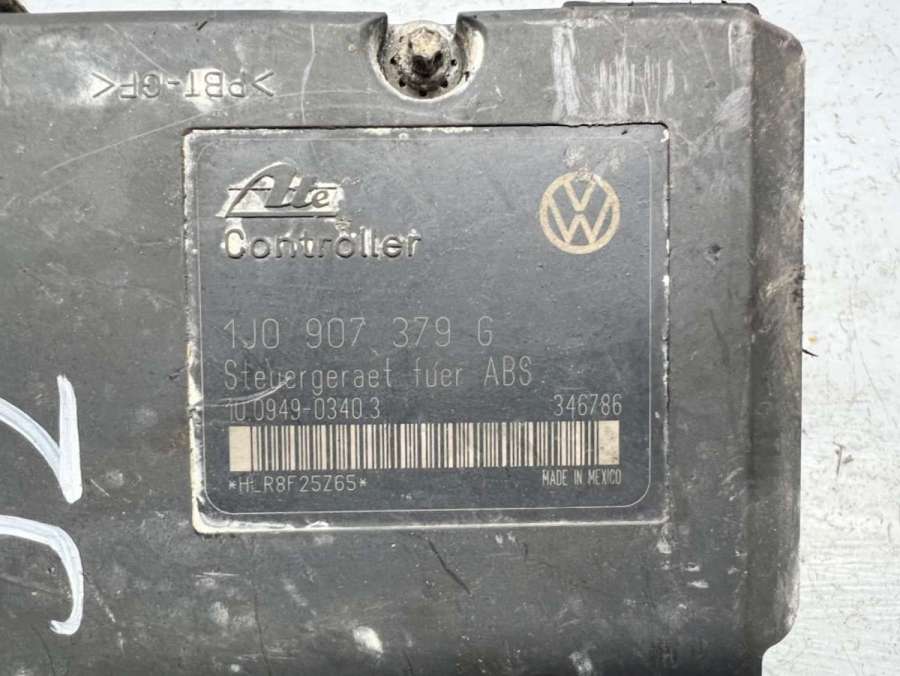 >PBT-GF<
Ate
Controller
1J0 907 379 G
Steuergeraet fuer ABS
10.0949-0340.3 346786
*HLR8F25Z65*
MADE IN MEXICO